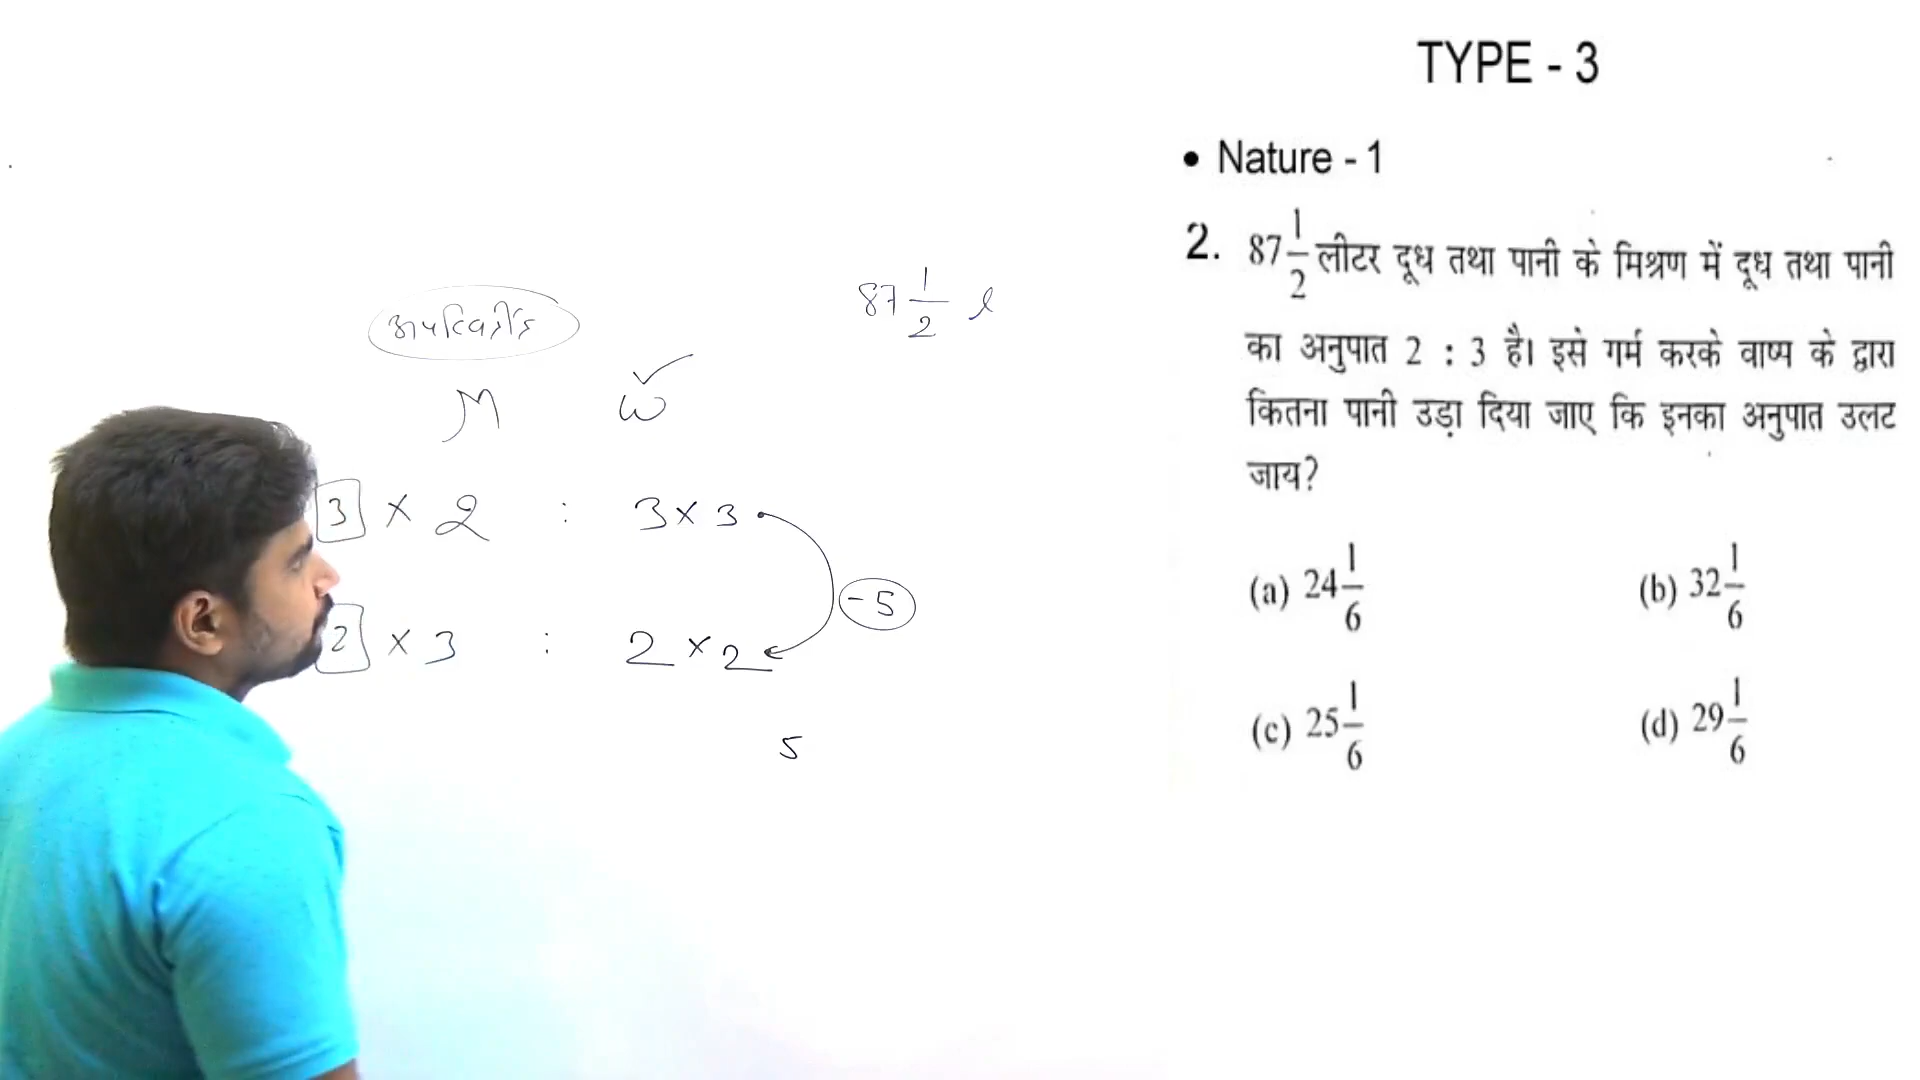 TYPE - 3
• Nature - 1
2. 87 1/2 लीटर दूध तथा पानी के मिश्रण में दूध तथा पानी
का अनुपात 2 : 3 है। इसे गर्म करके वाष्प के द्वारा
कितना पानी उड़ा दिया जाए कि इनका अनुपात उलट
जाय?
(a) 24 1/6 (b) 32 1/6
(c) 25 1/6 (d) 29 1/6
87 1/2 l
M W
3 × 2 : 3 × 3
-5
2 × 3 : 2 × 2
5